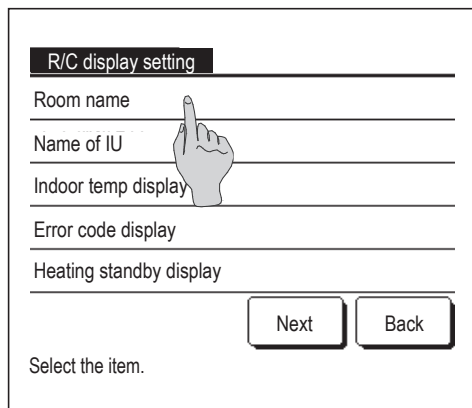 R/C display setting
Room name
Name of IU
Indoor temp display
Error code display
Heating standby display
Next
Back
Select the item.